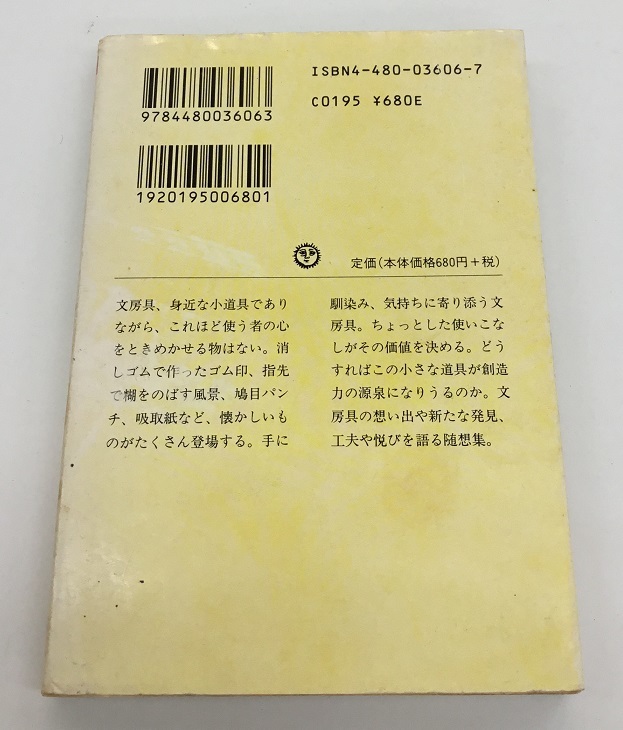 9784480036063
ISBN4-480-03606-7
C0195 ¥680E
1920195006801
定価(本体価格680円+税)
文房具、身近な小道具であり
ながら、これほど使う者の心
をときめかせる物はない。消
しゴムで作ったゴム印、指先
で糊をのばす風景、鳩目パン
チ、吸取紙など、懐かしいも
のがたくさん登場する。手に
馴染み、気持ちに寄り添う文
房具。ちょっとした使いこな
しがその価値を決める。どう
すればこの小さな道具が創造
力の源泉になりうるのか。文
房具の想い出や新たな発見、
工夫や悦びを語る随想集。